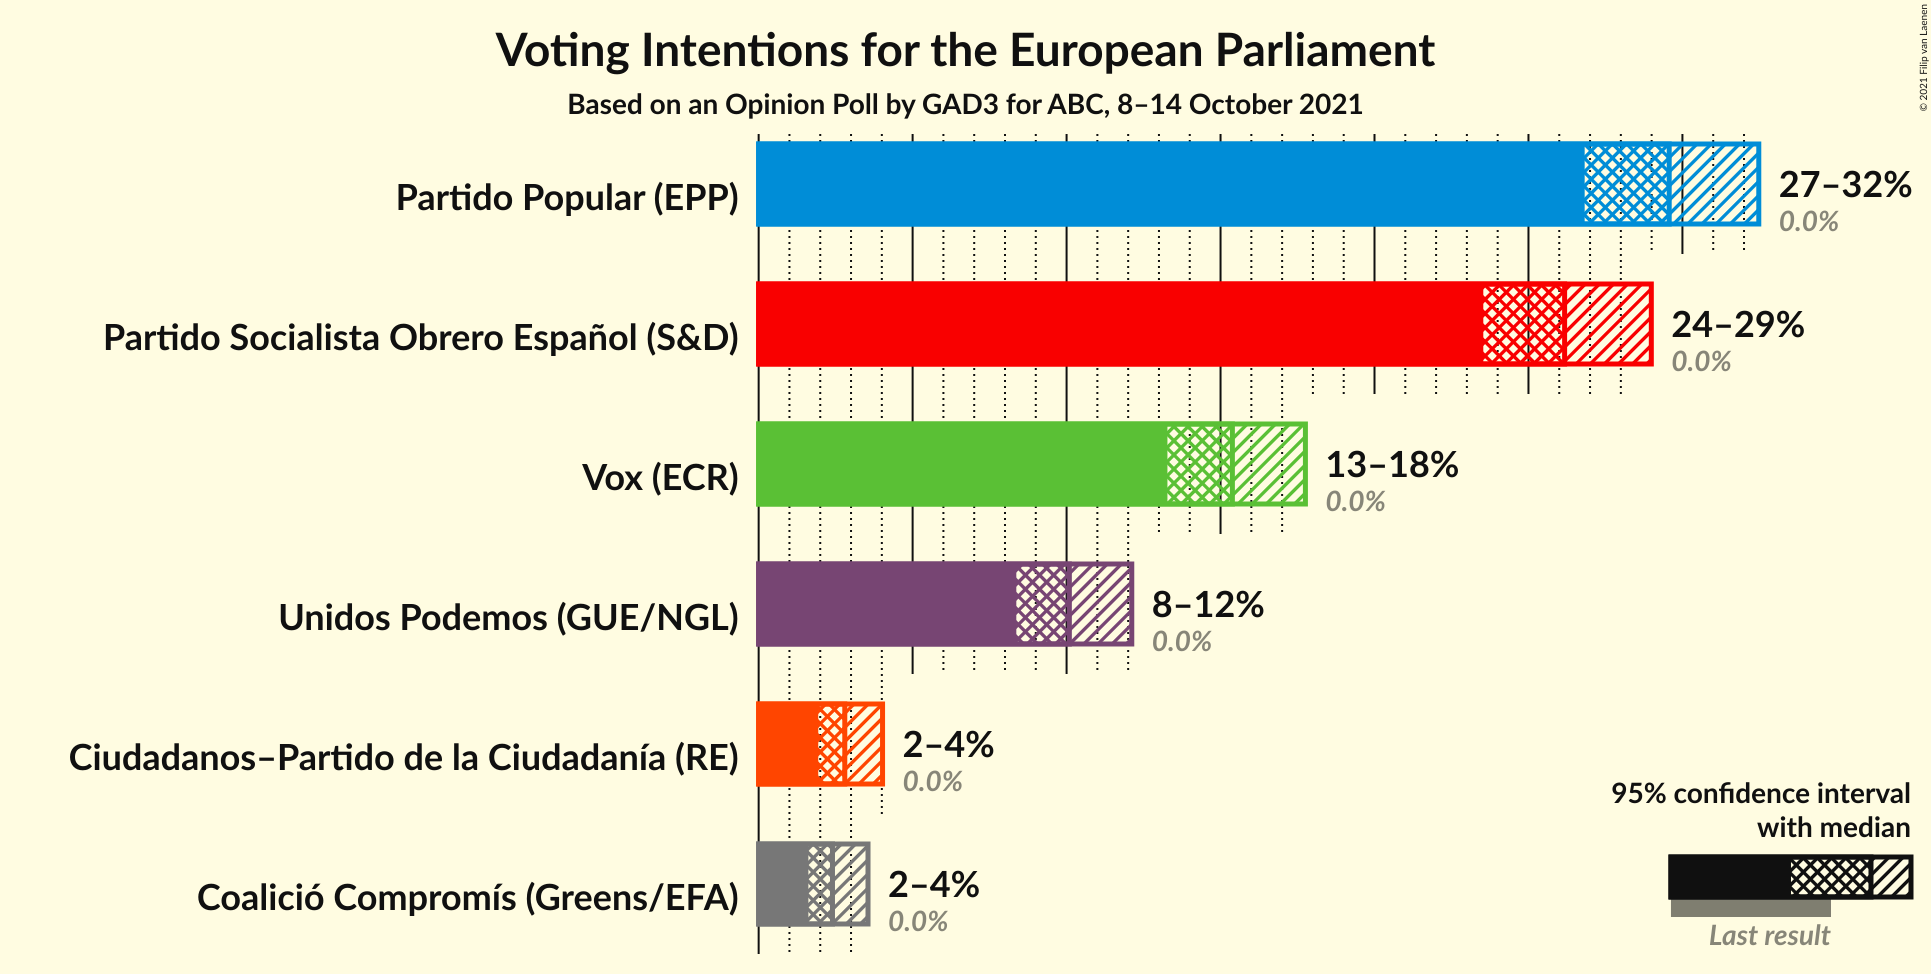 Voting Intentions for the European Parliament
Based on an Opinion Poll by GAD3 for ABC, 8–14 October 2021
© 2021 Filip van Laenen
Partido Popular (EPP)
27–32%
0.0%
Partido Socialista Obrero Español (S&D)
24–29%
0.0%
Vox (ECR)
13–18%
0.0%
Unidos Podemos (GUE/NGL)
8–12%
0.0%
Ciudadanos–Partido de la Ciudadanía (RE)
2–4%
0.0%
Coalició Compromís (Greens/EFA)
2–4%
0.0%
95% confidence interval
with median
Last result